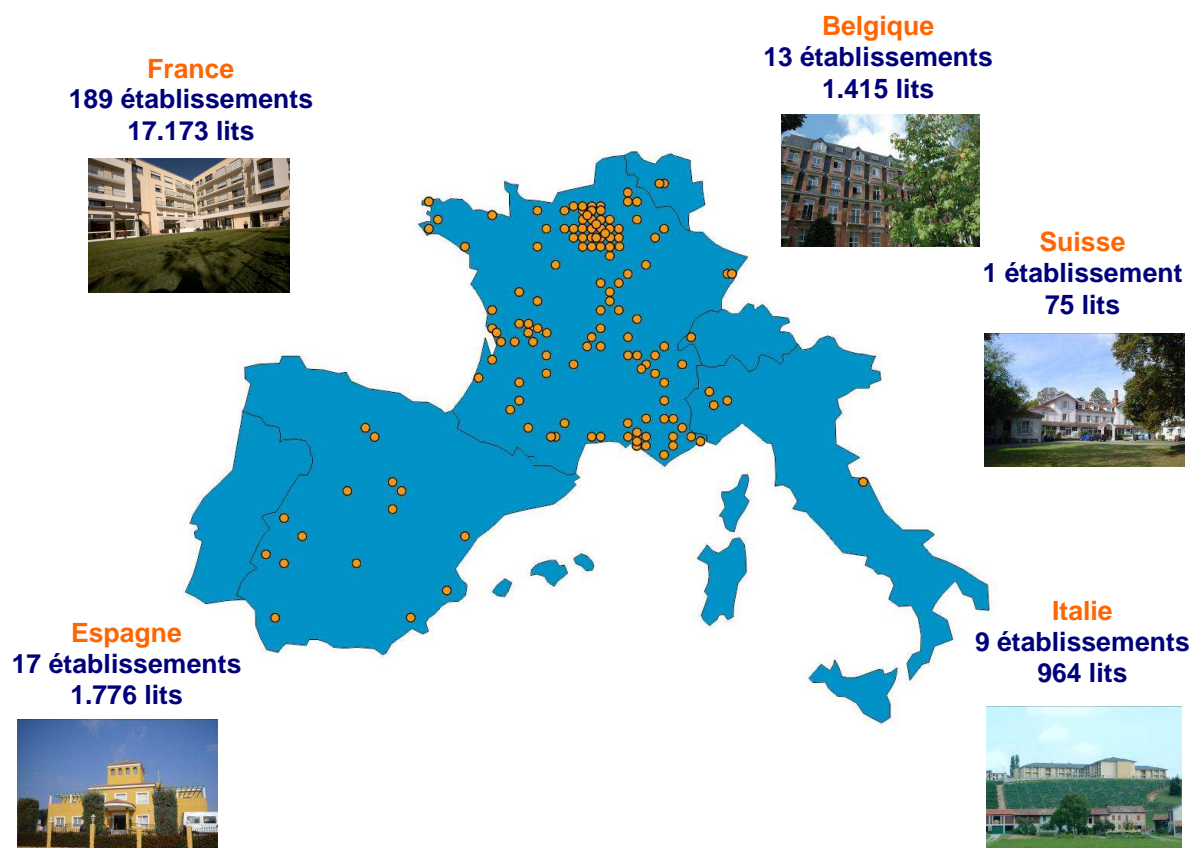 France
189 établissements
17.173 lits
Belgique
13 établissements
1.415 lits
Suisse
1 établissement
75 lits
Espagne
17 établissements
1.776 lits
Italie
9 établissements
964 lits